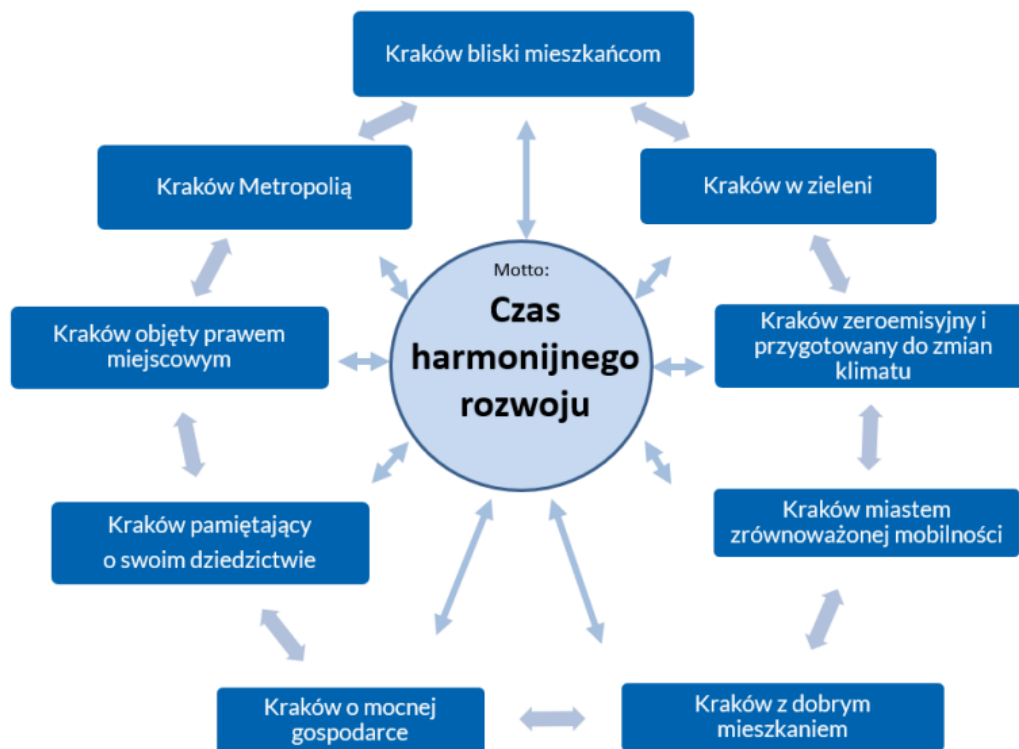 Kraków bliski mieszkańcom
Kraków Metropolią
Kraków w zieleni
Motto:
Czas
harmonijnego
rozwoju
Kraków objęty prawem
miejscowym
Kraków zeroemisyjny i
przygotowany do zmian
klimatu
Kraków pamiętający
o swoim dziedzictwie
Kraków miastem
zrównoważonej mobilności
Kraków o mocnej
gospodarce
Kraków z dobrym
mieszkaniem